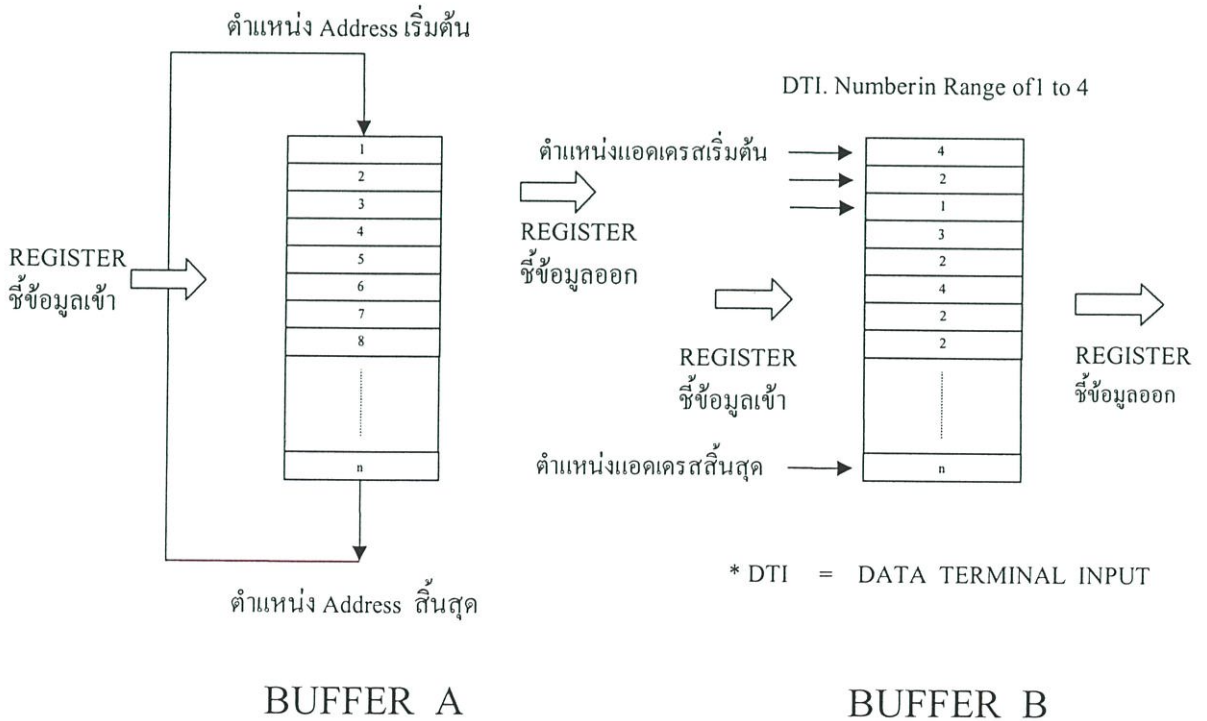 ตำแหน่ง Address เริ่มต้น
DTI. Numberin Range of1 to 4
1
2
3
4
5
6
7
8
n
REGISTER
ชี้ข้อมูลเข้า
REGISTER
ชี้ข้อมูลออก
ตำแหน่ง Address สิ้นสุด
BUFFER A
ตำแหน่งแอดเดรสเริ่มต้น
4
2
1
3
2
4
2
2
n
REGISTER
ชี้ข้อมูลเข้า
REGISTER
ชี้ข้อมูลออก
ตำแหน่งแอดเดรสสิ้นสุด
* DTI = DATA TERMINAL INPUT
BUFFER B